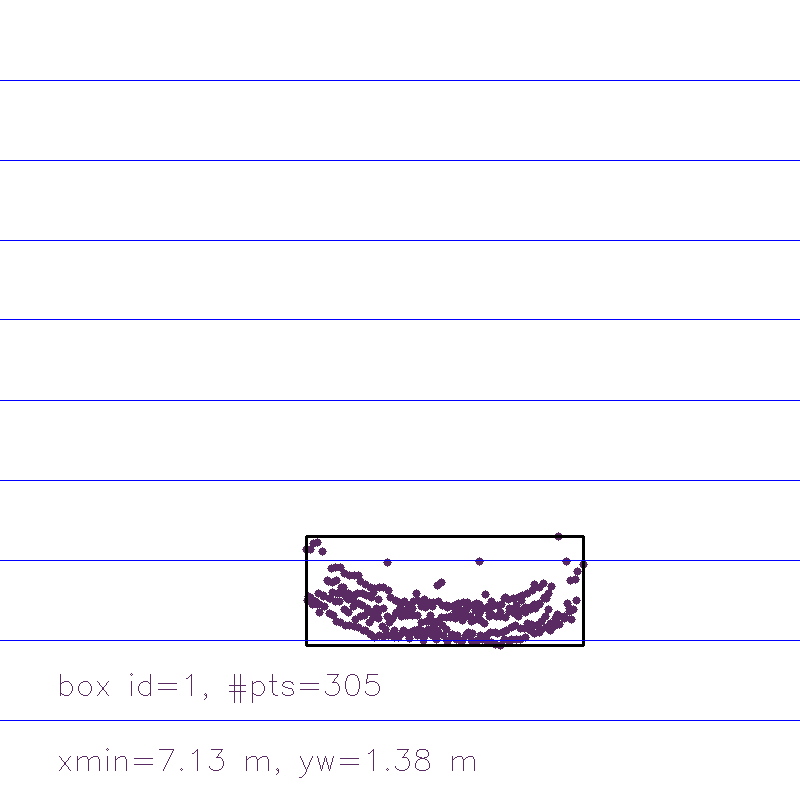 box id=1, #pts=305
xmin=7.13 m, yw=1.38 m